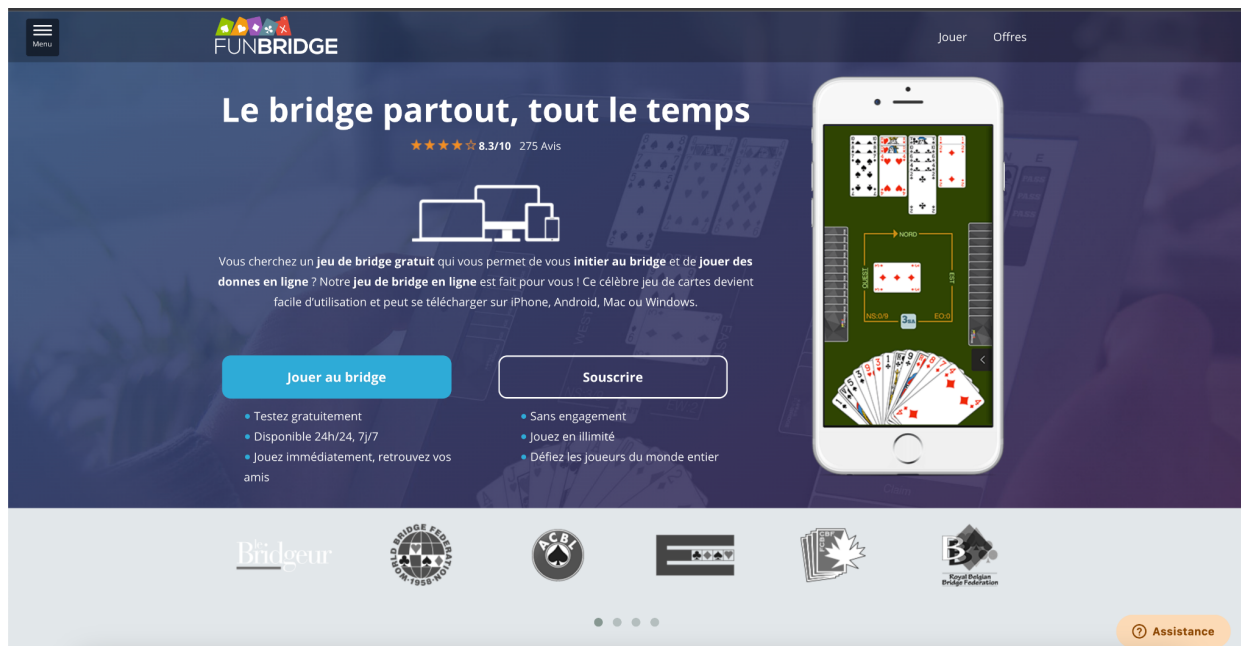 Menu
FUNBRIDGE
Jouer
Offres
Le bridge partout, tout le temps
8.3/10 275 Avis
Vous cherchez un jeu de bridge gratuit qui vous permet de vous initier au bridge et de jouer des
donnes en ligne ? Notre jeu de bridge en ligne est fait pour vous ! Ce célèbre jeu de cartes devient
facile d'utilisation et peut se télécharger sur iPhone, Android, Mac ou Windows.
Jouer au bridge
Testez gratuitement
Disponible 24h/24, 7j/7
Jouez immédiatement, retrouvez vos
amis
Souscrire
Sans engagement
Jouez en illimité
Défiez les joueurs du monde entier
NORD
OUEST
EST
NS:0/9
3SA
EO:0
le
Bridgeur
WORLD BRIDGE FEDERATION
1958
ACBL
Royal Belgian
Bridge Federation
Assistance